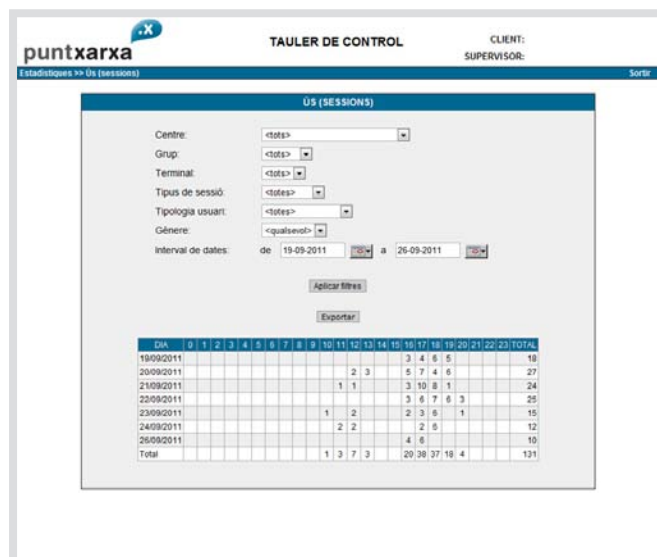 .x
puntxarxa
TAULER DE CONTROL
CLIENT:
SUPERVISOR:
Estadístiques >> Ús (sessions) Sortir
ÚS (SESSIONS)
Centre: <tots>
Grup: <tots>
Terminal: <tots>
Tipus de sessió: <totes>
Tipologia usuari: <totes>
Gènere: <qualsevol>
Interval de dates: de 19-09-2011 a 26-09-2011
Aplicar filtres
Exportar
DIA 0 1 2 3 4 5 6 7 8 9 10 11 12 13 14 15 16 17 18 19 20 21 22 23 TOTAL
19/09/2011 3 4 6 5 18
20/09/2011 2 3 5 7 4 6 27
21/09/2011 1 1 3 10 8 1 24
22/09/2011 3 6 7 6 3 25
23/09/2011 1 2 2 3 6 1 15
24/09/2011 2 2 2 6 12
26/09/2011 4 6 10
Total 1 3 7 3 20 38 37 18 4 131